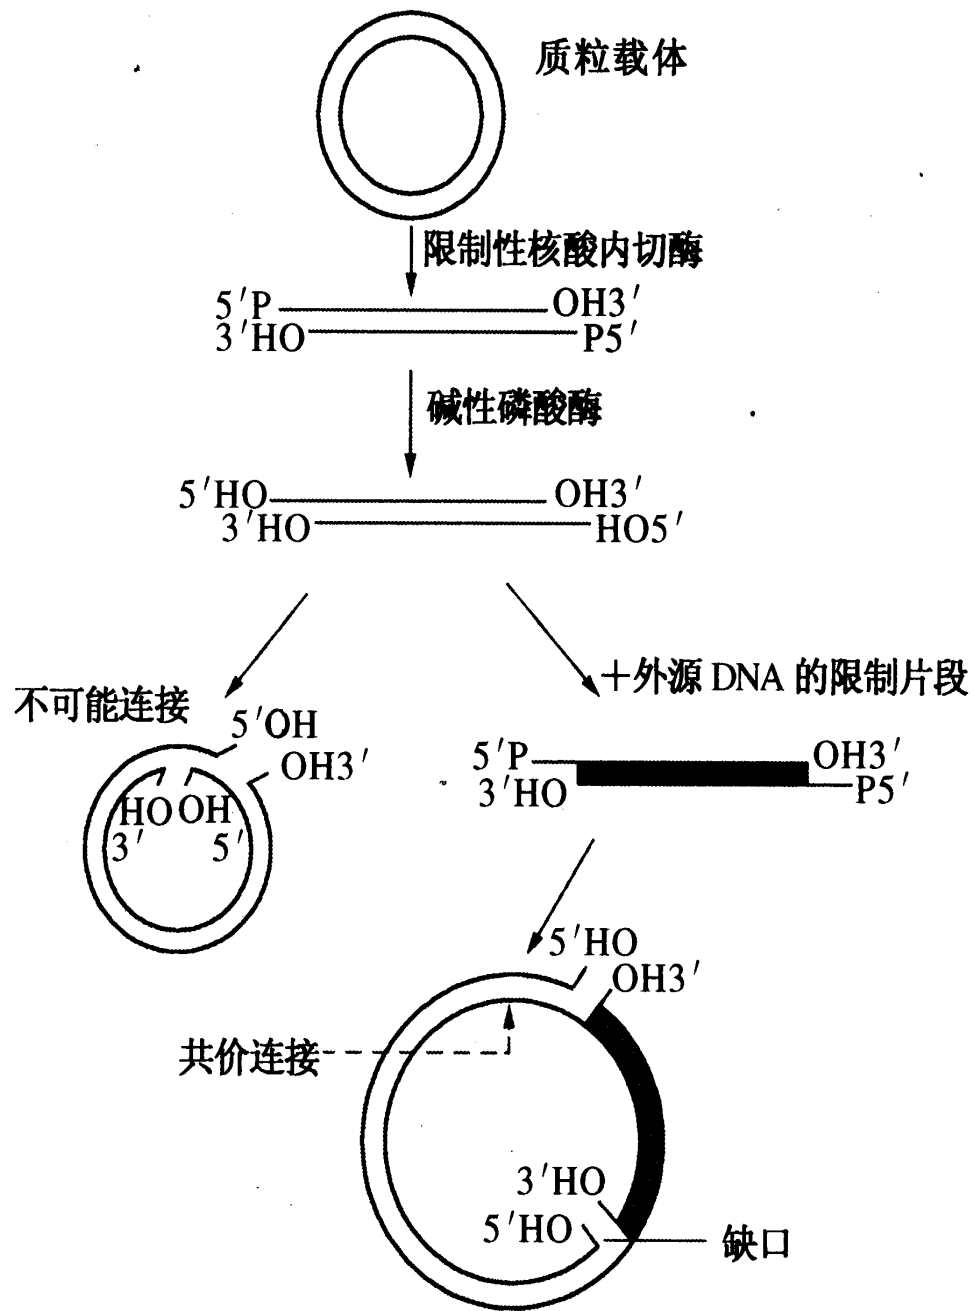 质粒载体
限制性核酸内切酶
5′P OH3′
3′HO P5′
碱性磷酸酶
5′HO OH3′
3′HO HO5′
不可能连接
5′OH
OH3′
HO OH
3′ 5′
+外源 DNA 的限制片段
5′P OH3′
3′HO P5′
5′HO
OH3′
共价连接
3′HO
5′HO
缺口